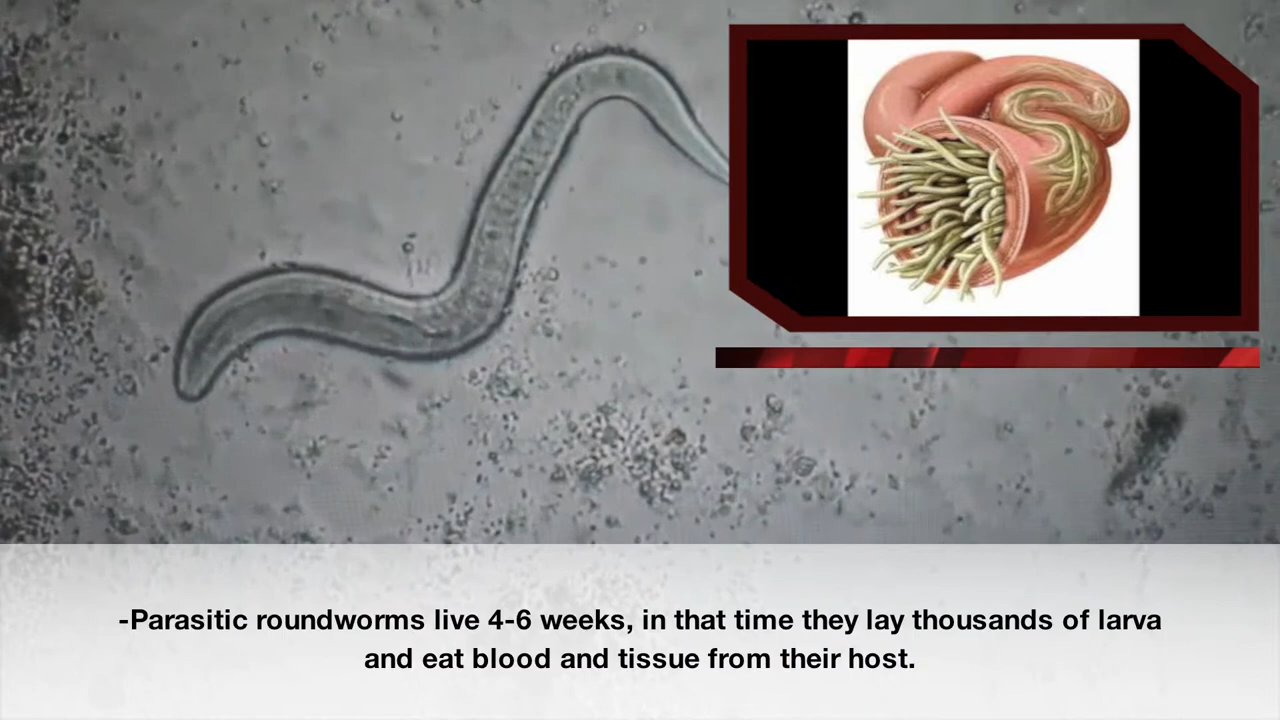 -Parasitic roundworms live 4-6 weeks, in that time they lay thousands of larva
and eat blood and tissue from their host.